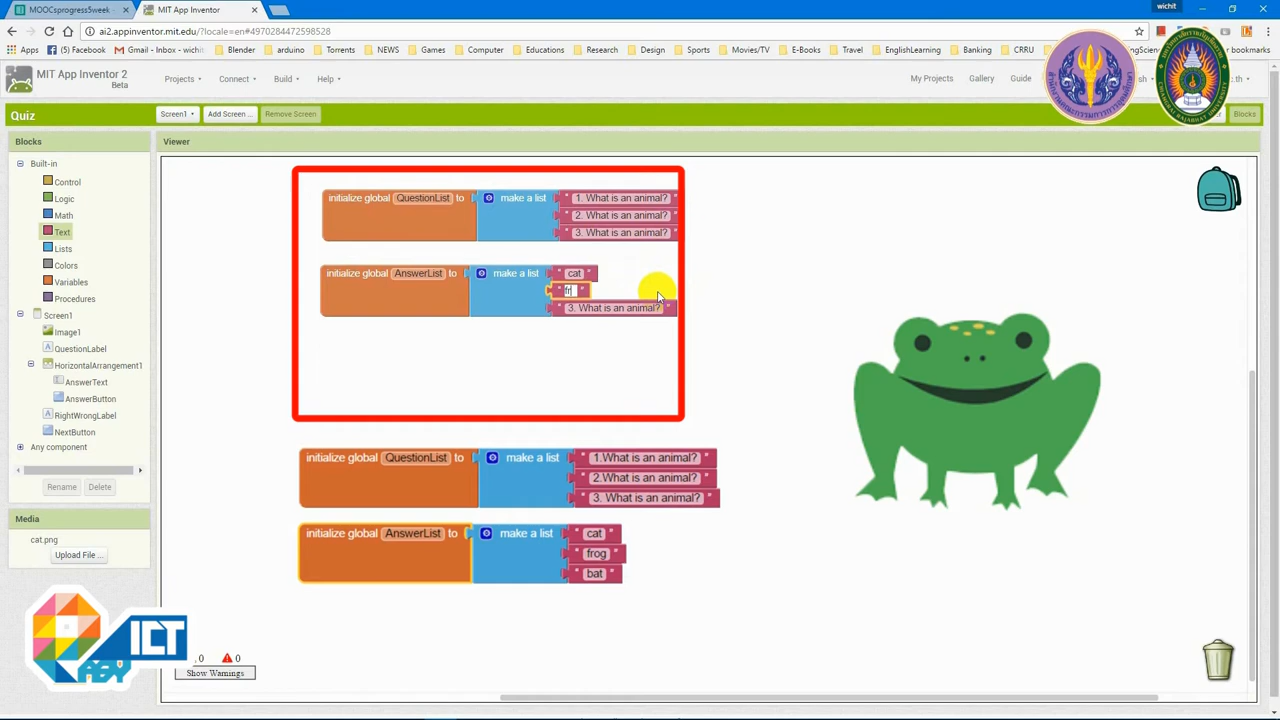 MOOCsprogress5week
MIT App Inventor 2
wichit
ai2.appinventor.mit.edu/?locale=en#4970284472598528
Apps
(5) Facebook
Gmail - Inbox - wichit
Blender
arduino
Torrents
NEWS
Games
Computer
Educations
Research
Design
Sports
Movies/TV
E-Books
Travel
EnglishLearning
Banking
CRRU
bookmarks
MIT App Inventor 2
Beta
Projects
Connect
Build
Help
My Projects
Gallery
Guide
Quiz
Screen1
Add Screen ...
Remove Screen
Blocks
Blocks
Viewer
Built-in
Control
Logic
Math
Text
Lists
Colors
Variables
Procedures
Screen1
Image1
QuestionLabel
HorizontalArrangement1
AnswerText
AnswerButton
RightWrongLabel
NextButton
Any component
Rename
Delete
Media
cat.png
Upload File ...
initialize global QuestionList to make a list " 1. What is an animal? "
" 2. What is an animal? "
" 3. What is an animal? "
initialize global AnswerList to make a list " cat "
" fr "
" 3. What is an animal? "
initialize global QuestionList to make a list " 1.What is an animal? "
" 2.What is an animal? "
" 3. What is an animal? "
initialize global AnswerList to make a list " cat "
" frog "
" bat "
ICT
0
0
Show Warnings